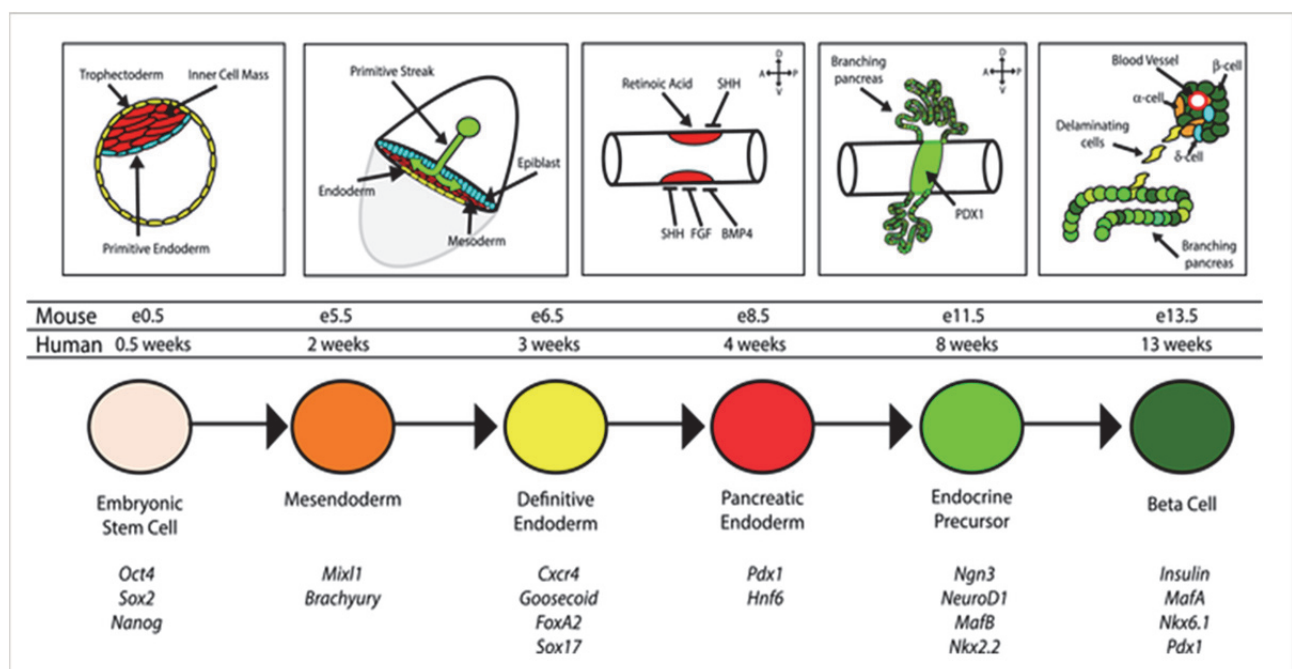 Trophectoderm Inner Cell Mass
Primitive Endoderm
Primitive Streak
Epiblast
Endoderm
Mesoderm
D
A P
V
Retinoic Acid SHH
SHH FGF BMP4
Branching
pancreas
D
A P
V
PDX1
Blood Vessel
β-cell
α-cell
Delaminating
cells
δ-cell
Branching
pancreas
Mouse e0.5 e5.5 e6.5 e8.5 e11.5 e13.5
Human 0.5 weeks 2 weeks 3 weeks 4 weeks 8 weeks 13 weeks
Embryonic
Stem Cell
Mesendoderm
Definitive
Endoderm
Pancreatic
Endoderm
Endocrine
Precursor
Beta Cell
Oct4
Sox2
Nanog
Mixl1
Brachyury
Cxcr4
Goosecoid
FoxA2
Sox17
Pdx1
Hnf6
Ngn3
NeuroD1
MafB
Nkx2.2
Insulin
MafA
Nkx6.1
Pdx1